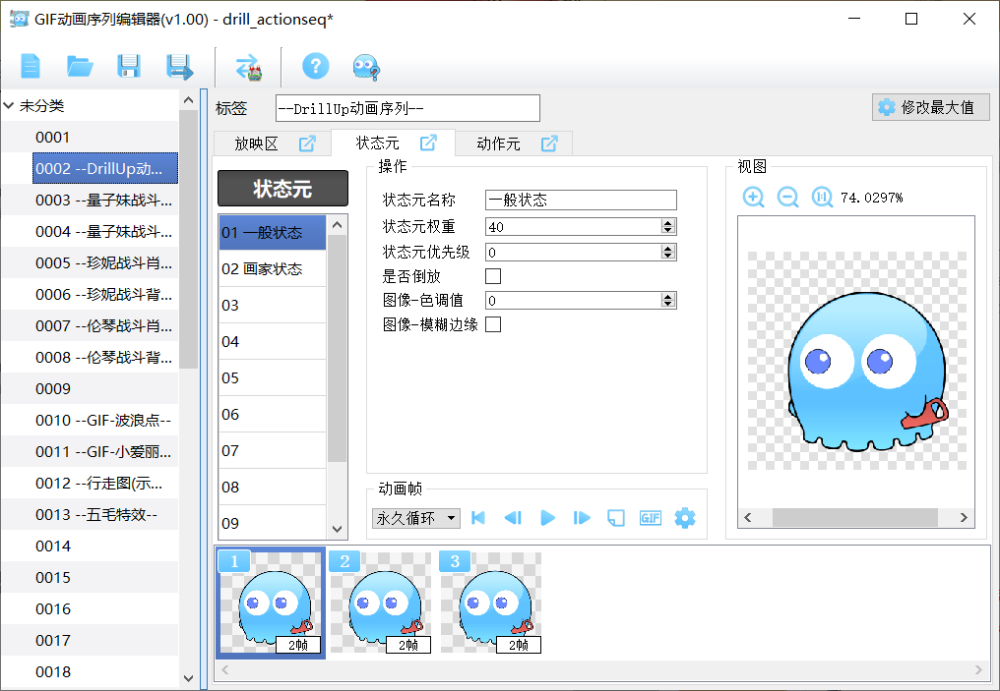 GIF动画序列编辑器(v1.00) - drill_actionseq*
未分类
0001
0002 --DrillUp动...
0003 --量子妹战斗...
0004 --量子妹战斗...
0005 --珍妮战斗肖...
0006 --珍妮战斗背...
0007 --伦琴战斗肖...
0008 --伦琴战斗背...
0009
0010 --GIF-波浪点--
0011 --GIF-小爱丽...
0012 --行走图(示...
0013 --五毛特效--
0014
0015
0016
0017
0018
标签
--DrillUp动画序列--
修改最大值
放映区
状态元
动作元
状态元
01 一般状态
02 画家状态
03
04
05
06
07
08
09
操作
状态元名称
一般状态
状态元权重
40
状态元优先级
0
是否倒放
图像-色调值
0
图像-模糊边缘
动画帧
永久循环
GIF
视图
74.0297%
1
2帧
2
2帧
3
2帧